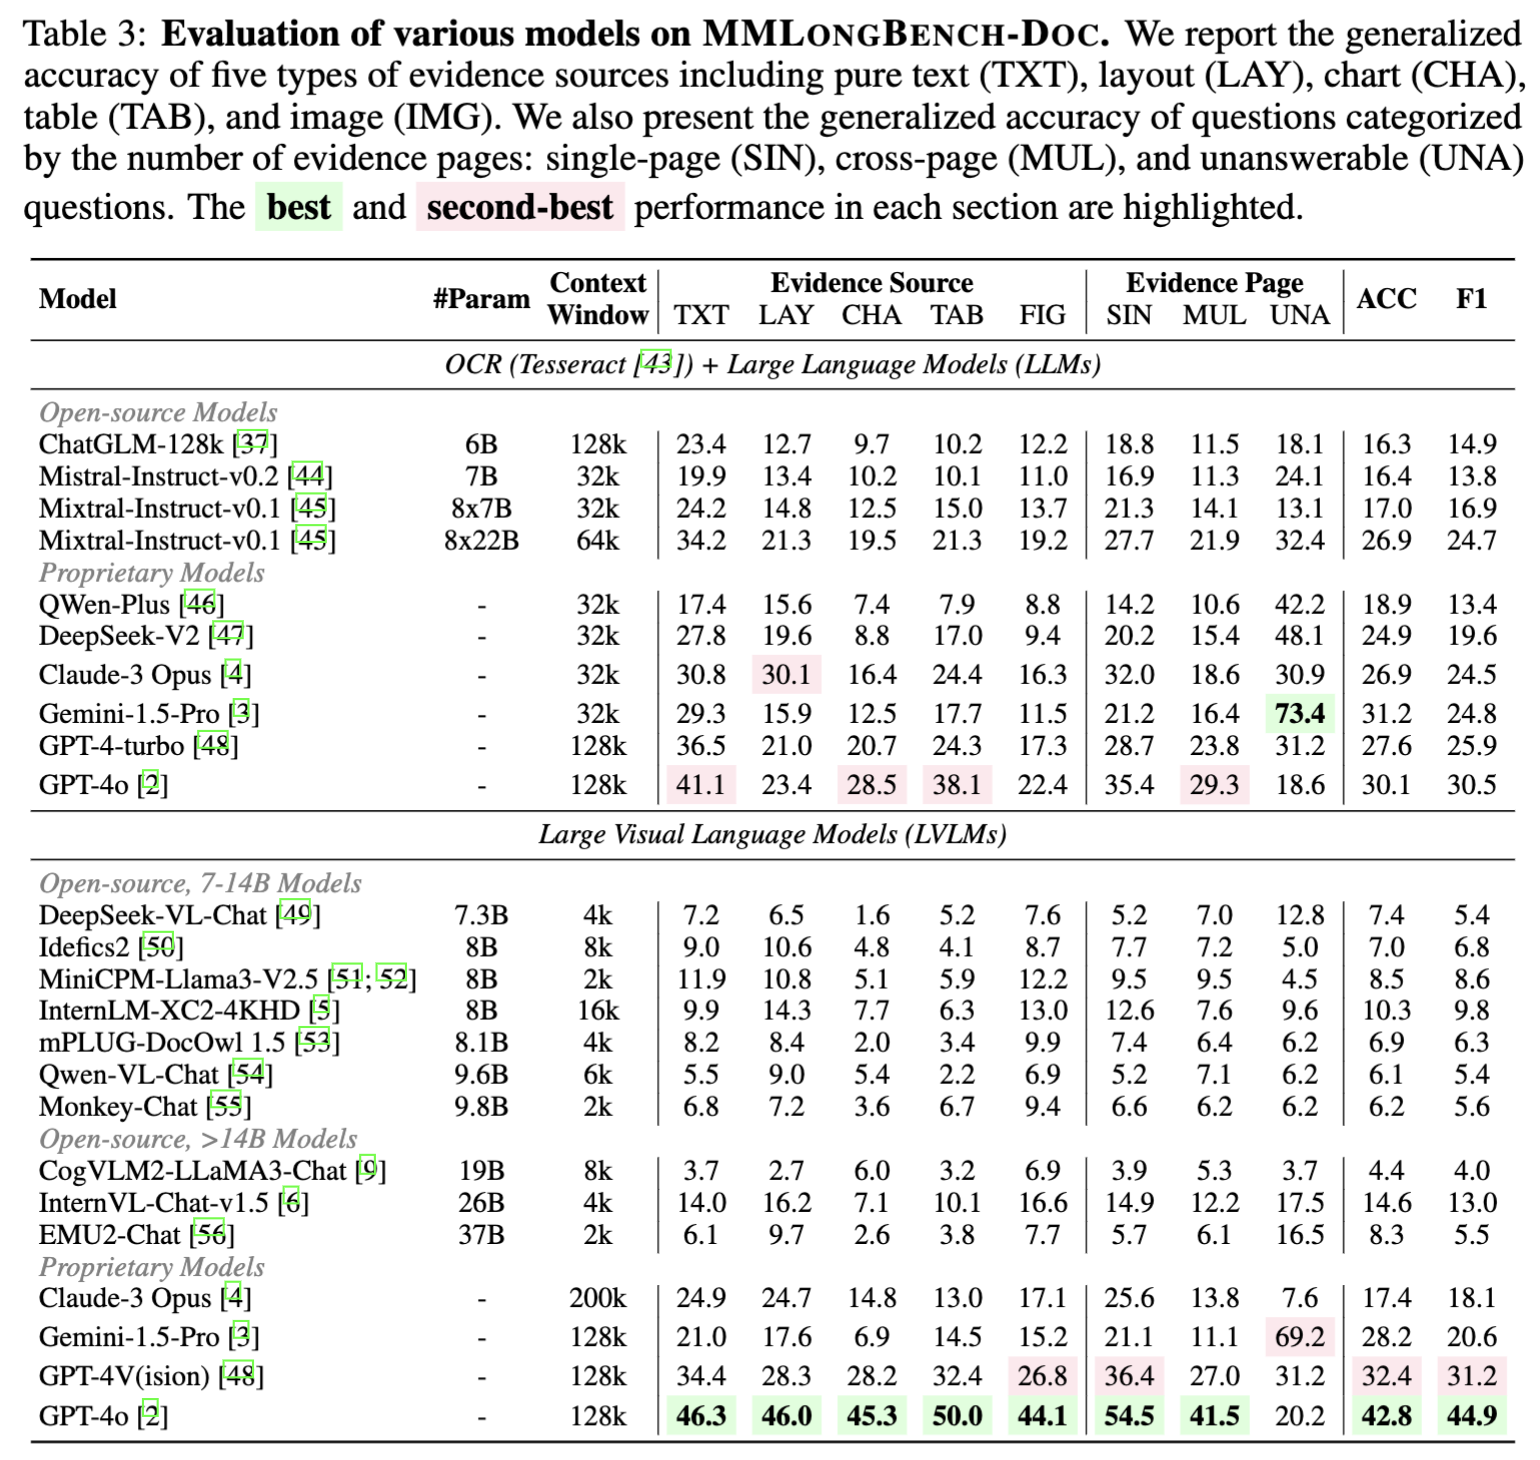 Table 3: Evaluation of various models on MMLONGBENCH-DOC. We report the generalized
accuracy of five types of evidence sources including pure text (TXT), layout (LAY), chart (CHA),
table (TAB), and image (IMG). We also present the generalized accuracy of questions categorized
by the number of evidence pages: single-page (SIN), cross-page (MUL), and unanswerable (UNA)
questions. The best and second-best performance in each section are highlighted.
Model #Param Context Window Evidence Source Evidence Page ACC F1
TXT LAY CHA TAB FIG SIN MUL UNA
OCR (Tesseract [43]) + Large Language Models (LLMs)
Open-source Models
ChatGLM-128k [37] 6B 128k 23.4 12.7 9.7 10.2 12.2 18.8 11.5 18.1 16.3 14.9
Mistral-Instruct-v0.2 [44] 7B 32k 19.9 13.4 10.2 10.1 11.0 16.9 11.3 24.1 16.4 13.8
Mixtral-Instruct-v0.1 [45] 8x7B 32k 24.2 14.8 12.5 15.0 13.7 21.3 14.1 13.1 17.0 16.9
Mixtral-Instruct-v0.1 [45] 8x22B 64k 34.2 21.3 19.5 21.3 19.2 27.7 21.9 32.4 26.9 24.7
Proprietary Models
QWen-Plus [46] - 32k 17.4 15.6 7.4 7.9 8.8 14.2 10.6 42.2 18.9 13.4
DeepSeek-V2 [47] - 32k 27.8 19.6 8.8 17.0 9.4 20.2 15.4 48.1 24.9 19.6
Claude-3 Opus [4] - 32k 30.8 30.1 16.4 24.4 16.3 32.0 18.6 30.9 26.9 24.5
Gemini-1.5-Pro [3] - 32k 29.3 15.9 12.5 17.7 11.5 21.2 16.4 73.4 31.2 24.8
GPT-4-turbo [48] - 128k 36.5 21.0 20.7 24.3 17.3 28.7 23.8 31.2 27.6 25.9
GPT-4o [2] - 128k 41.1 23.4 28.5 38.1 22.4 35.4 29.3 18.6 30.1 30.5
Large Visual Language Models (LVLMs)
Open-source, 7-14B Models
DeepSeek-VL-Chat [49] 7.3B 4k 7.2 6.5 1.6 5.2 7.6 5.2 7.0 12.8 7.4 5.4
Idefics2 [50] 8B 8k 9.0 10.6 4.8 4.1 8.7 7.7 7.2 5.0 7.0 6.8
MiniCPM-Llama3-V2.5 [51; 52] 8B 2k 11.9 10.8 5.1 5.9 12.2 9.5 9.5 4.5 8.5 8.6
InternLM-XC2-4KHD [5] 8B 16k 9.9 14.3 7.7 6.3 13.0 12.6 7.6 9.6 10.3 9.8
mPLUG-DocOwl 1.5 [53] 8.1B 4k 8.2 8.4 2.0 3.4 9.9 7.4 6.4 6.2 6.9 6.3
Qwen-VL-Chat [54] 9.6B 6k 5.5 9.0 5.4 2.2 6.9 5.2 7.1 6.2 6.1 5.4
Monkey-Chat [55] 9.8B 2k 6.8 7.2 3.6 6.7 9.4 6.6 6.2 6.2 6.2 5.6
Open-source, >14B Models
CogVLM2-LLaMA3-Chat [9] 19B 8k 3.7 2.7 6.0 3.2 6.9 3.9 5.3 3.7 4.4 4.0
InternVL-Chat-v1.5 [6] 26B 4k 14.0 16.2 7.1 10.1 16.6 14.9 12.2 17.5 14.6 13.0
EMU2-Chat [56] 37B 2k 6.1 9.7 2.6 3.8 7.7 5.7 6.1 16.5 8.3 5.5
Proprietary Models
Claude-3 Opus [4] - 200k 24.9 24.7 14.8 13.0 17.1 25.6 13.8 7.6 17.4 18.1
Gemini-1.5-Pro [3] - 128k 21.0 17.6 6.9 14.5 15.2 21.1 11.1 69.2 28.2 20.6
GPT-4V(ision) [48] - 128k 34.4 28.3 28.2 32.4 26.8 36.4 27.0 31.2 32.4 31.2
GPT-4o [2] - 128k 46.3 46.0 45.3 50.0 44.1 54.5 41.5 20.2 42.8 44.9